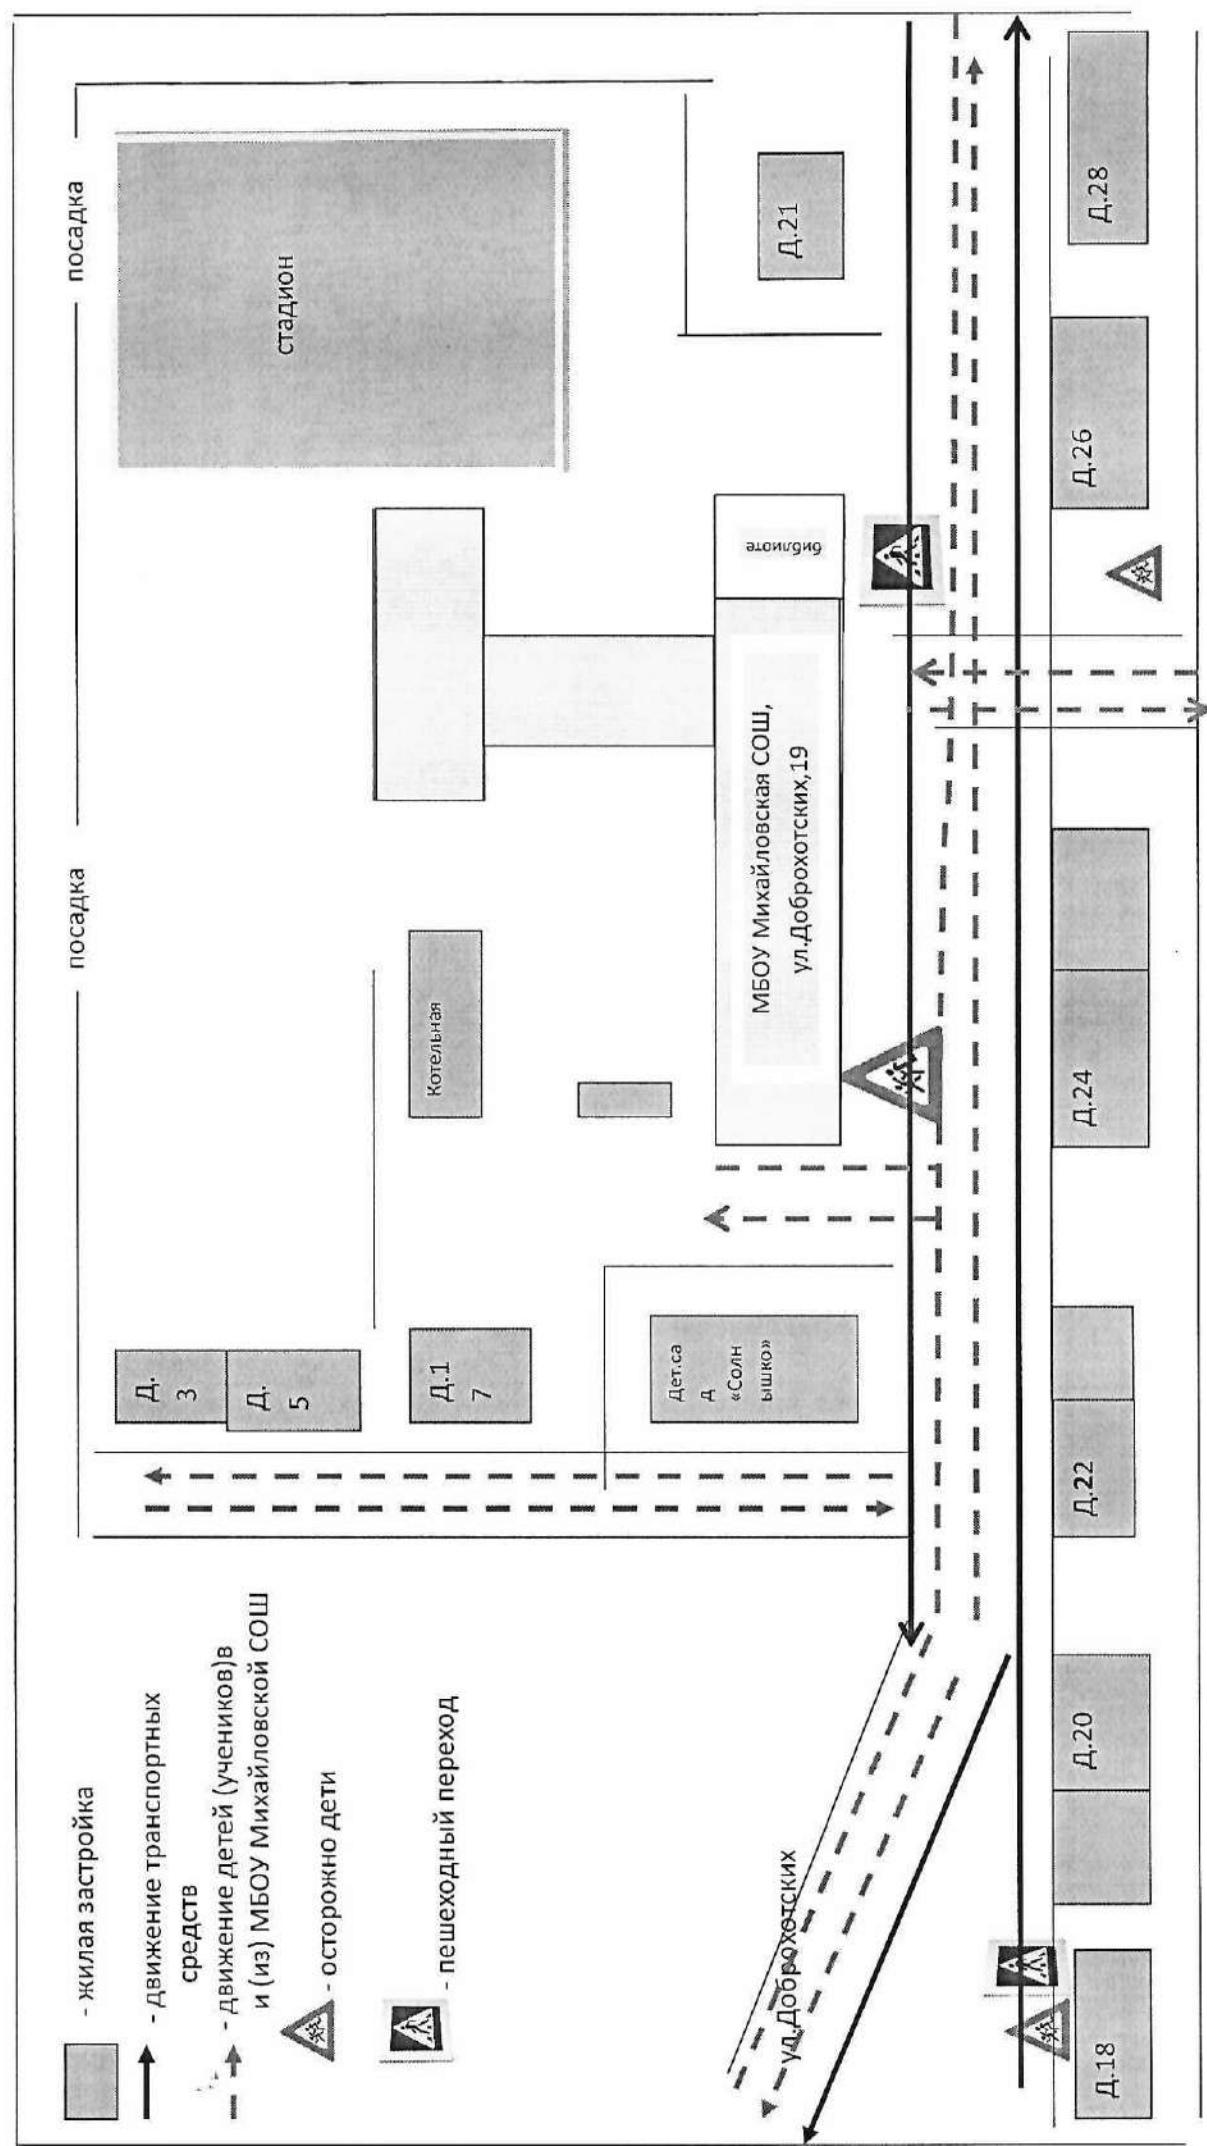 посадка
посадка
стадион
Д.21
библиоте
Котельная
МБОУ Михайловская СОШ,
ул.Доброхотских,19
Д.
3
Д.
5
Д.1
7
Дет.са
д
«Солн
ышко»
- жилая застройка
- движение транспортных
средств
- движение детей (учеников)в
и (из) МБОУ Михайловской СОШ
- осторожно дети
- пешеходный переход
ул.Доброхотских
Д.18
Д.20
Д.22
Д.24
Д.26
Д.28